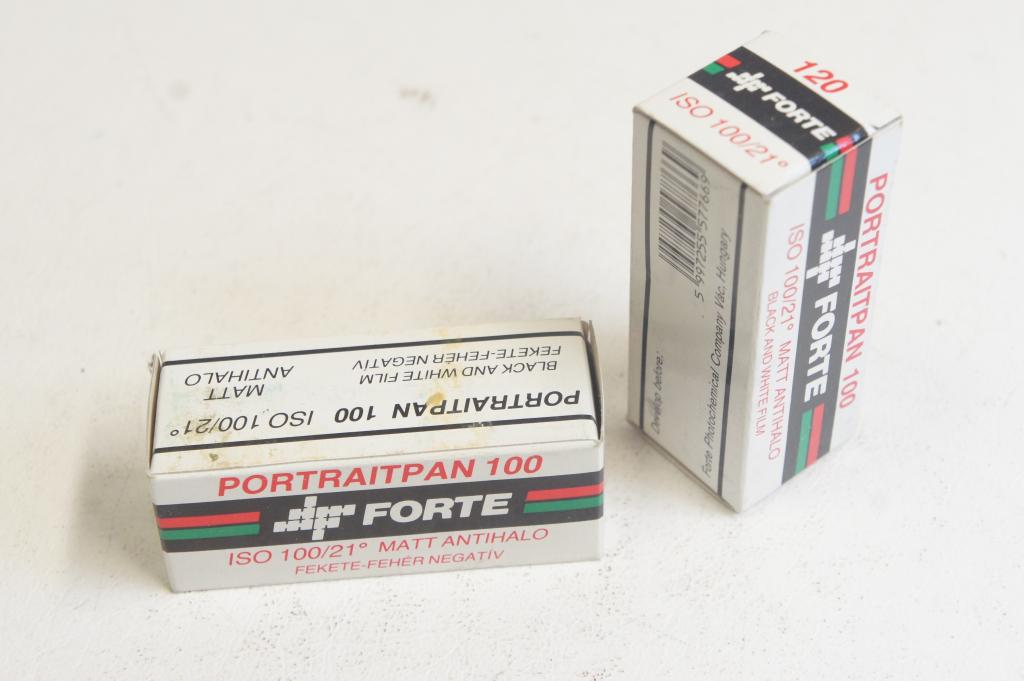 BLACK AND WHITE FILM
FEKETE-FEHÉR NEGATÍV
MATT
ANTIHALO
PORTRAITPAN 100 ISO 100/21°
PORTRAITPAN 100
FORTE
ISO 100/21° MATT ANTIHALO
FEKETE-FEHÉR NEGATÍV
120
FORTE
ISO 100/21°
5 997255 577669
Develop before:
Forte Photochemical Company Vác, Hungary
PORTRAITPAN 100
FORTE
ISO 100/21° MATT ANTIHALO
BLACK AND WHITE FILM